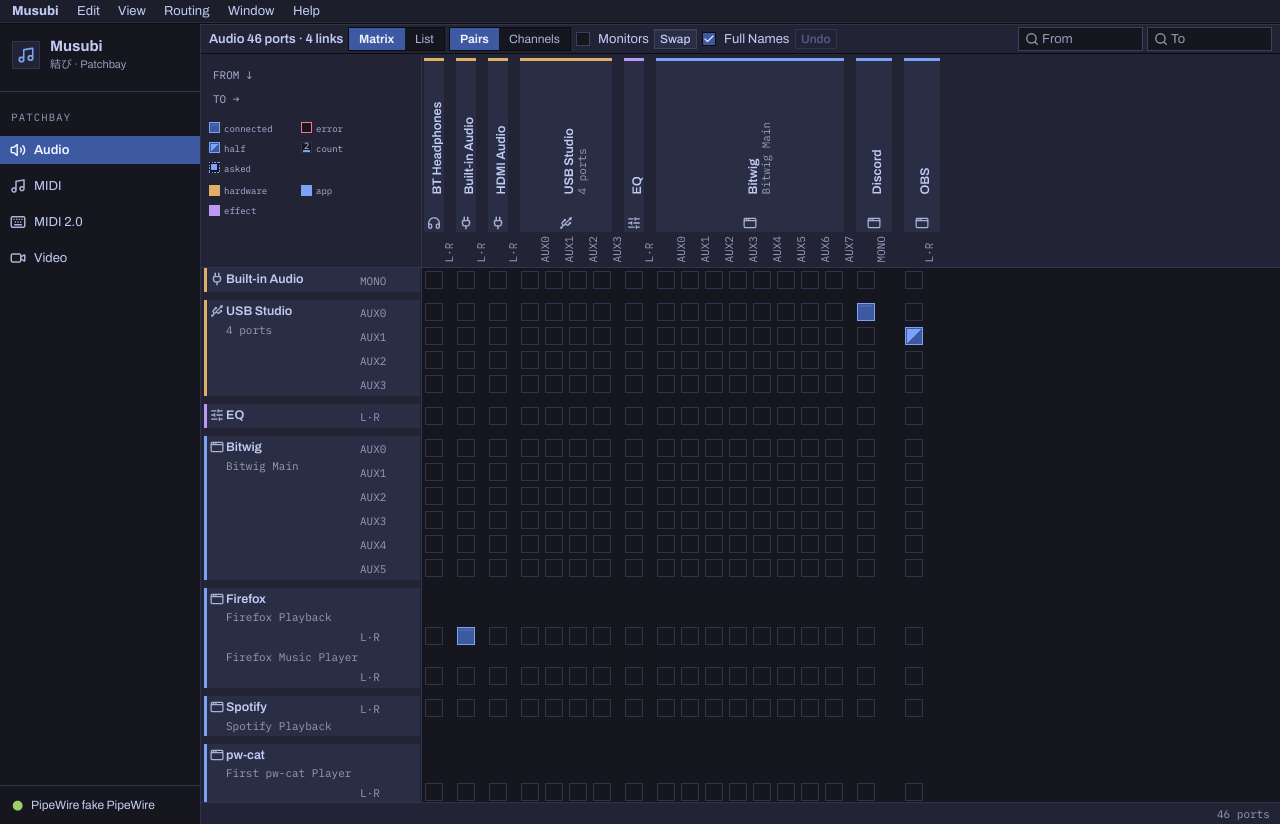 Musubi Edit View Routing Window Help
Musubi
結び · Patchbay
PATCHBAY
Audio
MIDI
MIDI 2.0
Video
PipeWire fake PipeWire
Audio 46 ports · 4 links Matrix List Pairs Channels Monitors Swap Full Names Undo From To
FROM ↓
TO →
connected error
half 2 count
asked
hardware app
effect
BT Headphones
Built-in Audio
HDMI Audio
USB Studio
4 ports
EQ
Bitwig
Bitwig Main
Discord
OBS
L·R L·R L·R AUX0 AUX1 AUX2 AUX3 L·R AUX0 AUX1 AUX2 AUX3 AUX4 AUX5 AUX6 AUX7 MONO L·R
Built-in Audio MONO
USB Studio AUX0
4 ports
AUX1
AUX2
AUX3
EQ L·R
Bitwig AUX0
Bitwig Main
AUX1
AUX2
AUX3
AUX4
AUX5
Firefox
Firefox Playback
L·R
Firefox Music Player
L·R
Spotify L·R
Spotify Playback
pw-cat
First pw-cat Player
L·R
46 ports